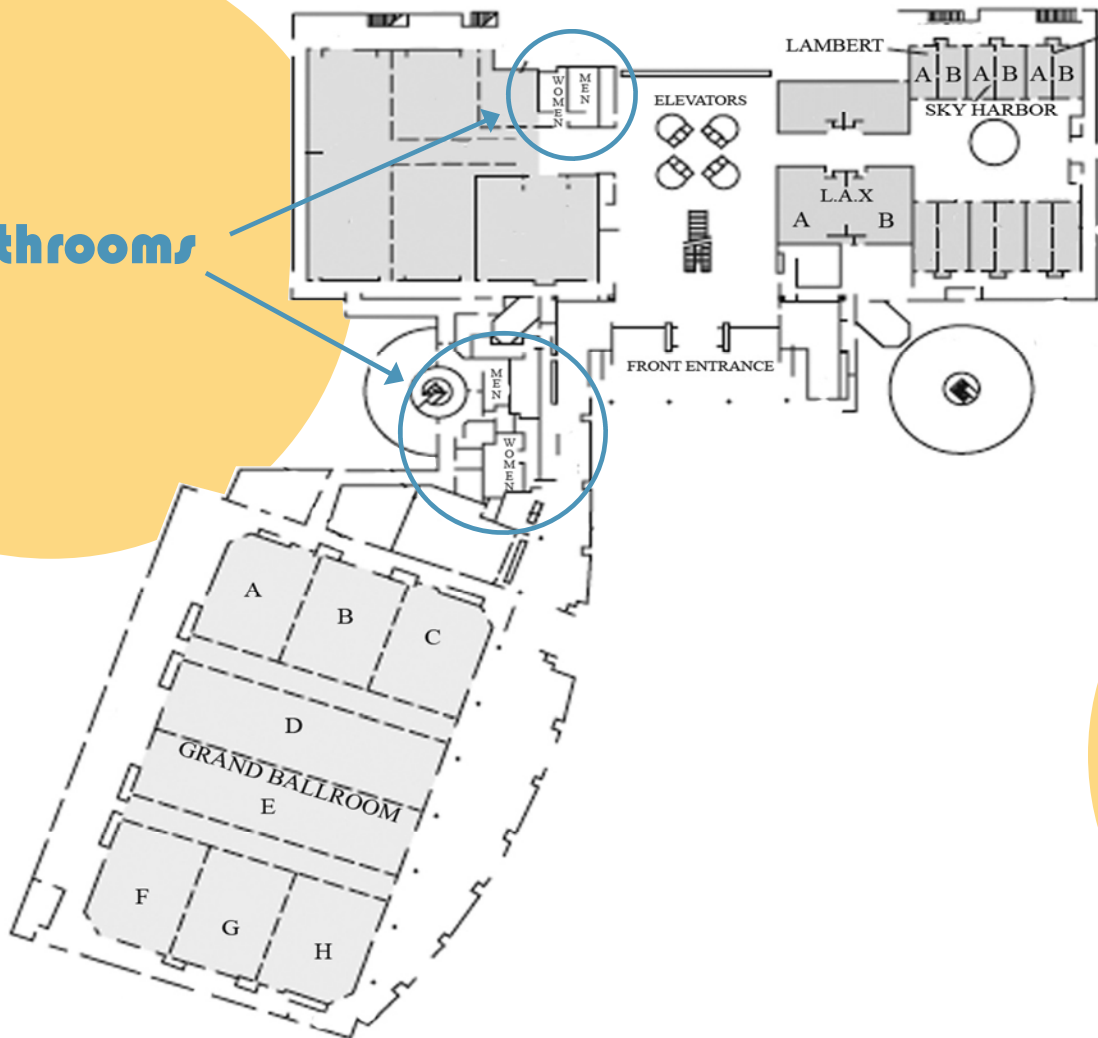 LAMBERT
A B A B A B
SKY HARBOR
WOMEN
MEN
ELEVATORS
L.A.X
A B
throoms
FRONT ENTRANCE
MEN
WOMEN
A
B
C
D
GRAND BALLROOM
E
F
G
H